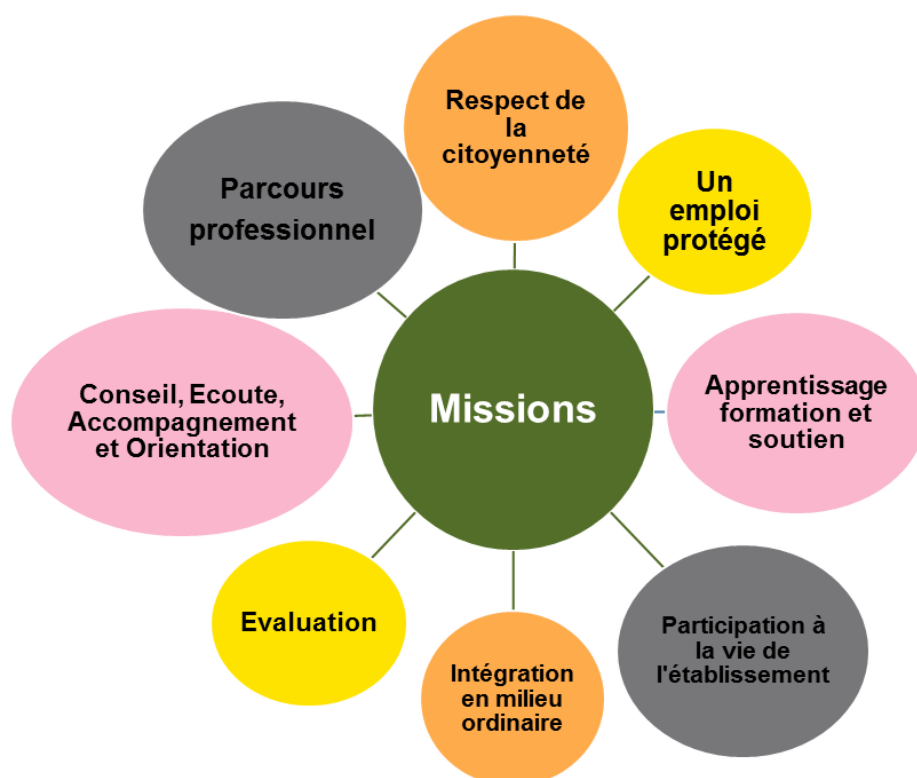 Respect de
la
citoyenneté
Un
emploi
protégé
Parcours
professionnel
Missions
Conseil, Ecoute,
Accompagnement
et Orientation
Apprentissage
formation et
soutien
Evaluation
Participation à
la vie de
l'établissement
Intégration
en milieu
ordinaire